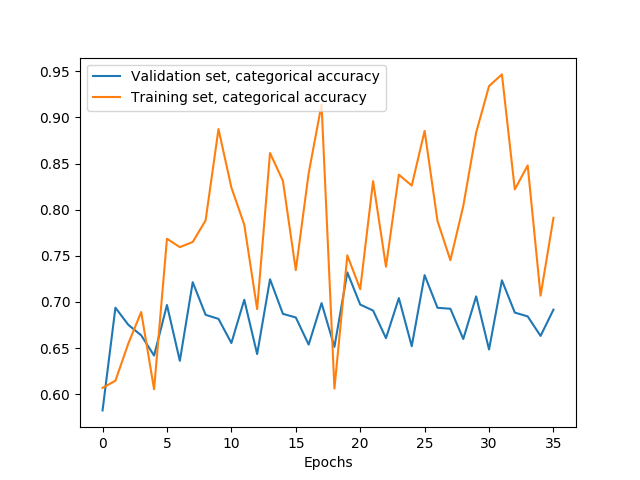 Validation set, categorical accuracy
Training set, categorical accuracy
0.95
0.90
0.85
0.80
0.75
0.70
0.65
0.60
0 5 10 15 20 25 30 35
Epochs